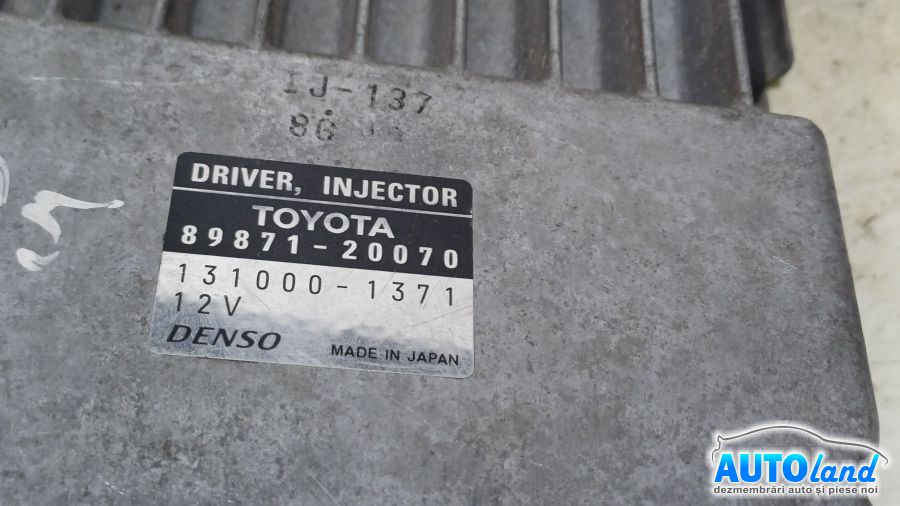 IJ-137
8G
DRIVER, INJECTOR
TOYOTA
89871-20070
131000-1371
12V
DENSO
MADE IN JAPAN
AUTOland
dezmembrări auto și piese noi